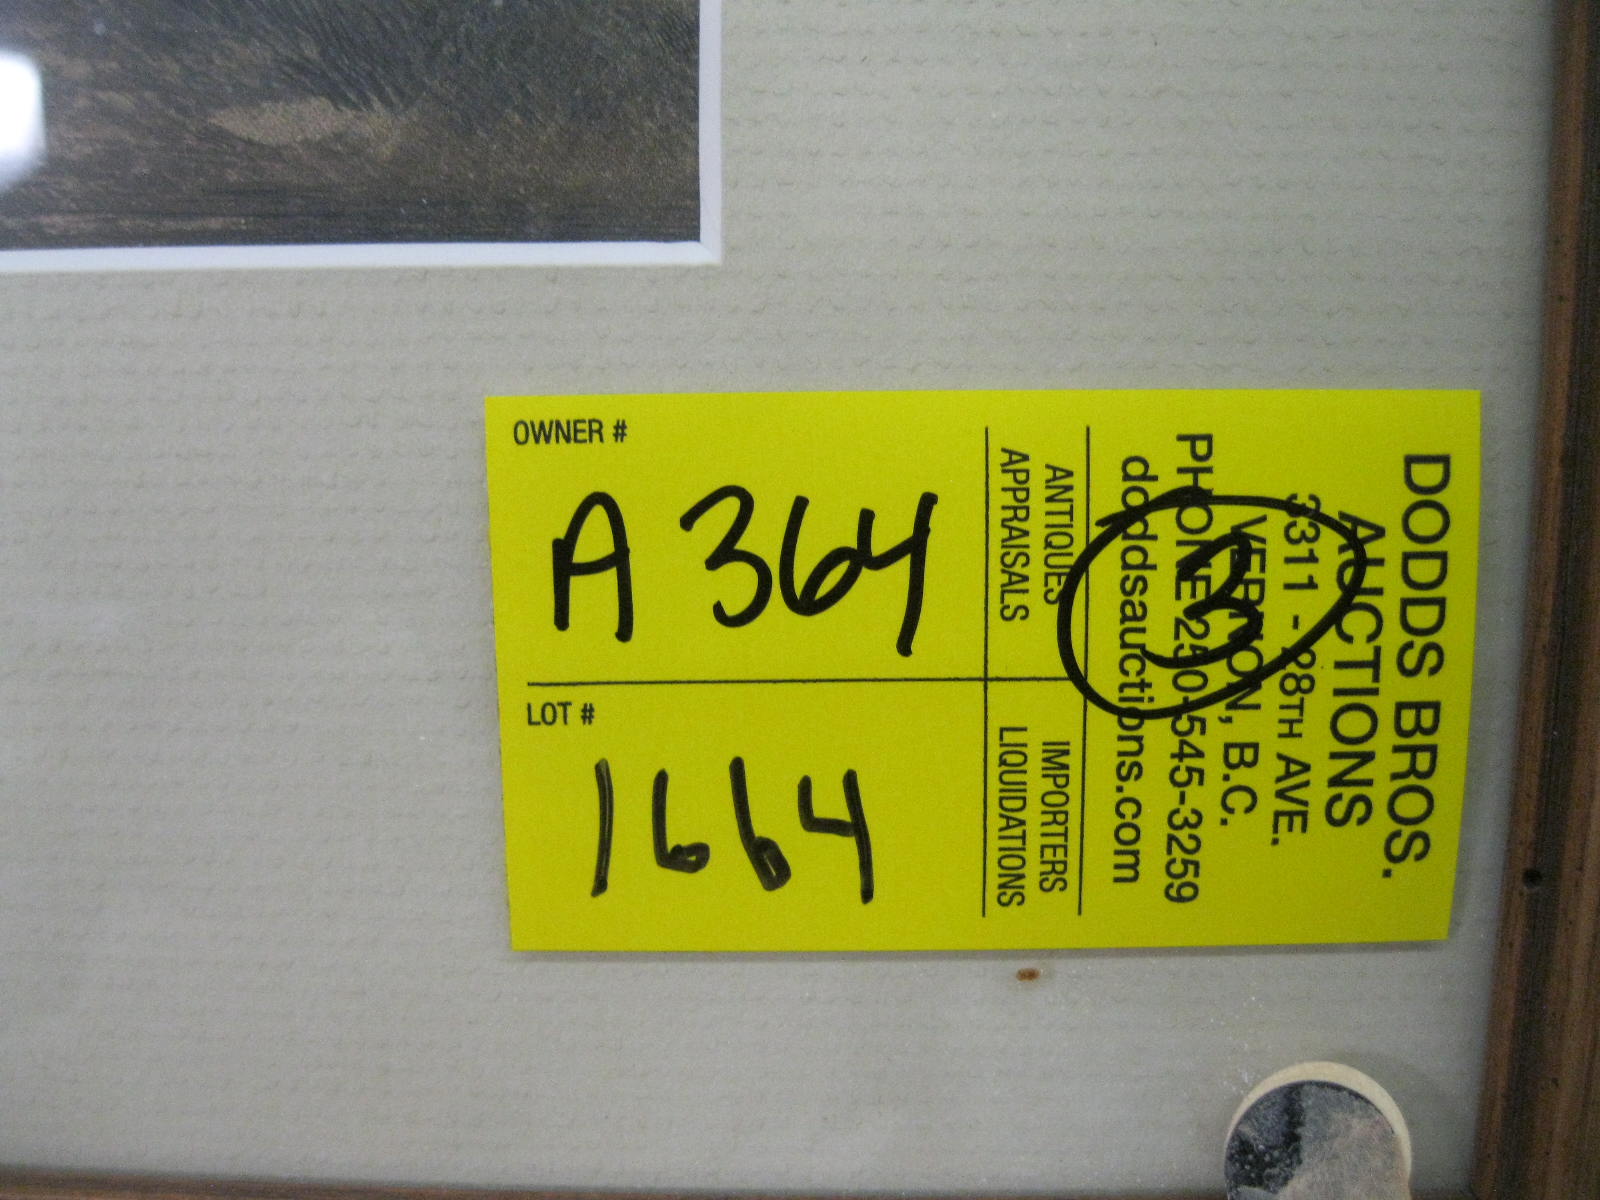 OWNER #
A 364
LOT #
1664
DODDS BROS.
AUCTIONS
3311 - 28TH AVE.
VERNON, B.C.
PHONE 250-545-3259
doddsauctions.com
ANTIQUES
APPRAISALS
IMPORTERS
LIQUIDATIONS